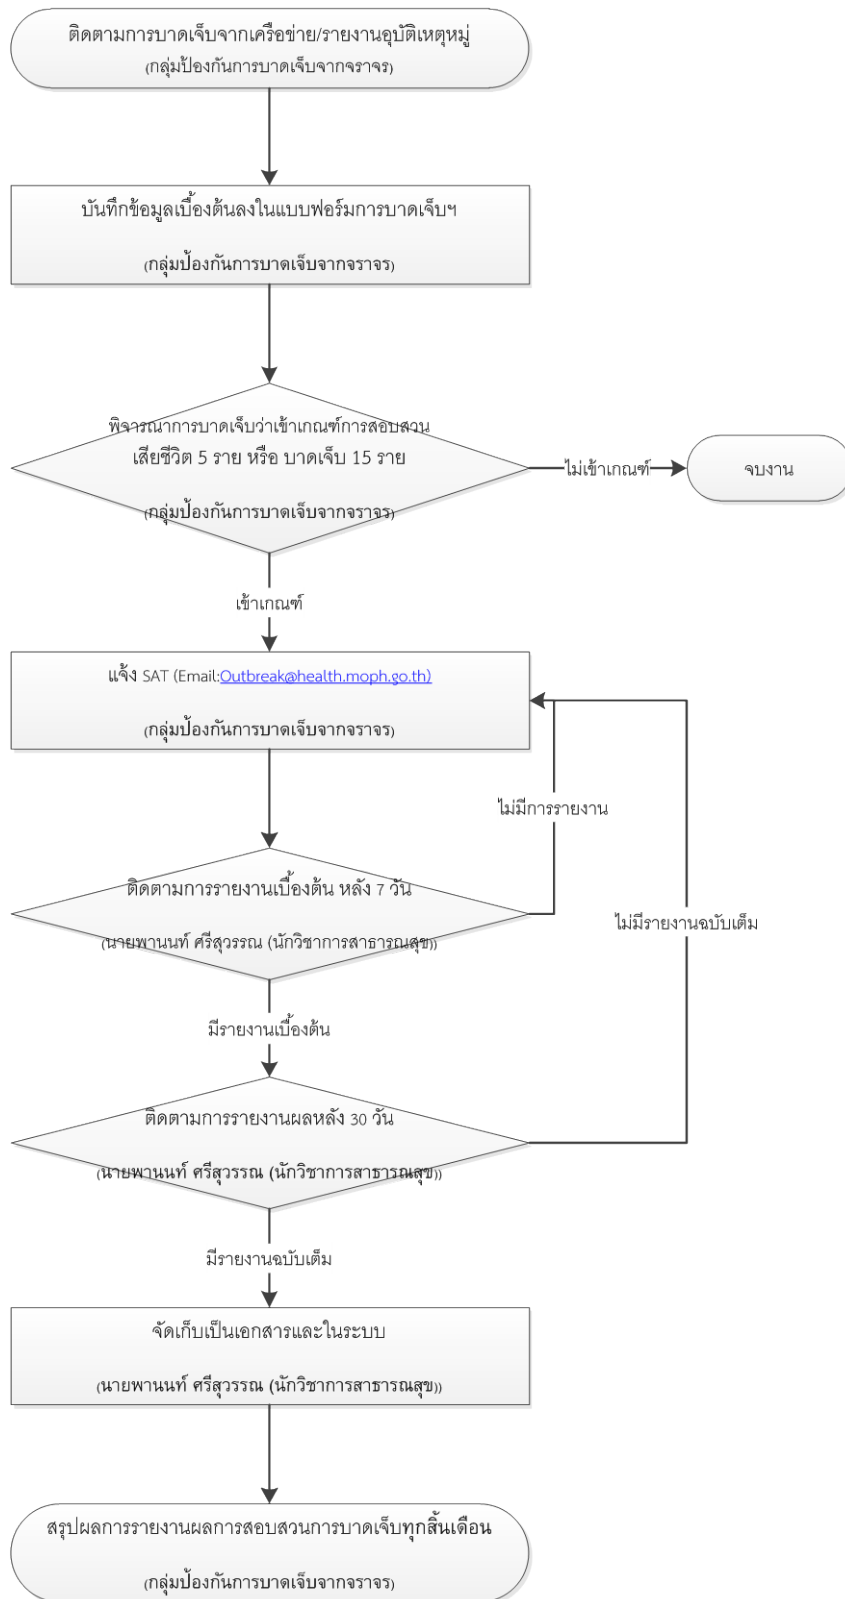 ติดตามการบาดเจ็บจากเครือข่าย/รายงานอุบัติเหตุหมู่
(กลุ่มป้องกันการบาดเจ็บจากจราจร)
บันทึกข้อมูลเบื้องต้นลงในแบบฟอร์มการบาดเจ็บฯ
(กลุ่มป้องกันการบาดเจ็บจากจราจร)
พิจารณาการบาดเจ็บว่าเข้าเกณฑ์การสอบสวน
เสียชีวิต 5 ราย หรือ บาดเจ็บ 15 ราย
(กลุ่มป้องกันการบาดเจ็บจากจราจร)
ไม่เข้าเกณฑ์
จบงาน
เข้าเกณฑ์
แจ้ง SAT (Email:Outbreak@health.moph.go.th)
(กลุ่มป้องกันการบาดเจ็บจากจราจร)
ไม่มีการรายงาน
ติดตามการรายงานเบื้องต้น หลัง 7 วัน
(นายพานนท์ ศรีสุวรรณ (นักวิชาการสาธารณสุข))
ไม่มีรายงานฉบับเต็ม
มีรายงานเบื้องต้น
ติดตามการรายงานผลหลัง 30 วัน
(นายพานนท์ ศรีสุวรรณ (นักวิชาการสาธารณสุข))
มีรายงานฉบับเต็ม
จัดเก็บเป็นเอกสารและในระบบ
(นายพานนท์ ศรีสุวรรณ (นักวิชาการสาธารณสุข))
สรุปผลการรายงานผลการสอบสวนการบาดเจ็บทุกสิ้นเดือน
(กลุ่มป้องกันการบาดเจ็บจากจราจร)